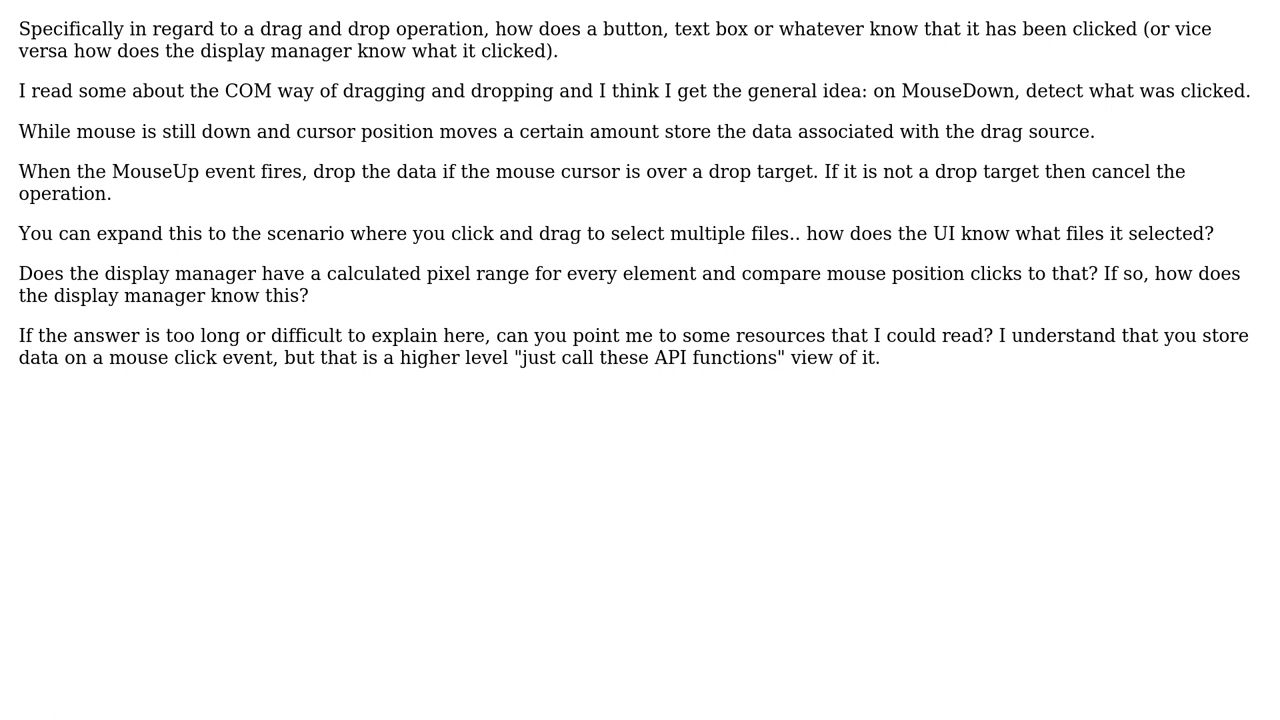 Specifically in regard to a drag and drop operation, how does a button, text box or whatever know that it has been clicked (or vice
versa how does the display manager know what it clicked).
I read some about the COM way of dragging and dropping and I think I get the general idea: on MouseDown, detect what was clicked.
While mouse is still down and cursor position moves a certain amount store the data associated with the drag source.
When the MouseUp event fires, drop the data if the mouse cursor is over a drop target. If it is not a drop target then cancel the
operation.
You can expand this to the scenario where you click and drag to select multiple files.. how does the UI know what files it selected?
Does the display manager have a calculated pixel range for every element and compare mouse position clicks to that? If so, how does
the display manager know this?
If the answer is too long or difficult to explain here, can you point me to some resources that I could read? I understand that you store
data on a mouse click event, but that is a higher level "just call these API functions" view of it.